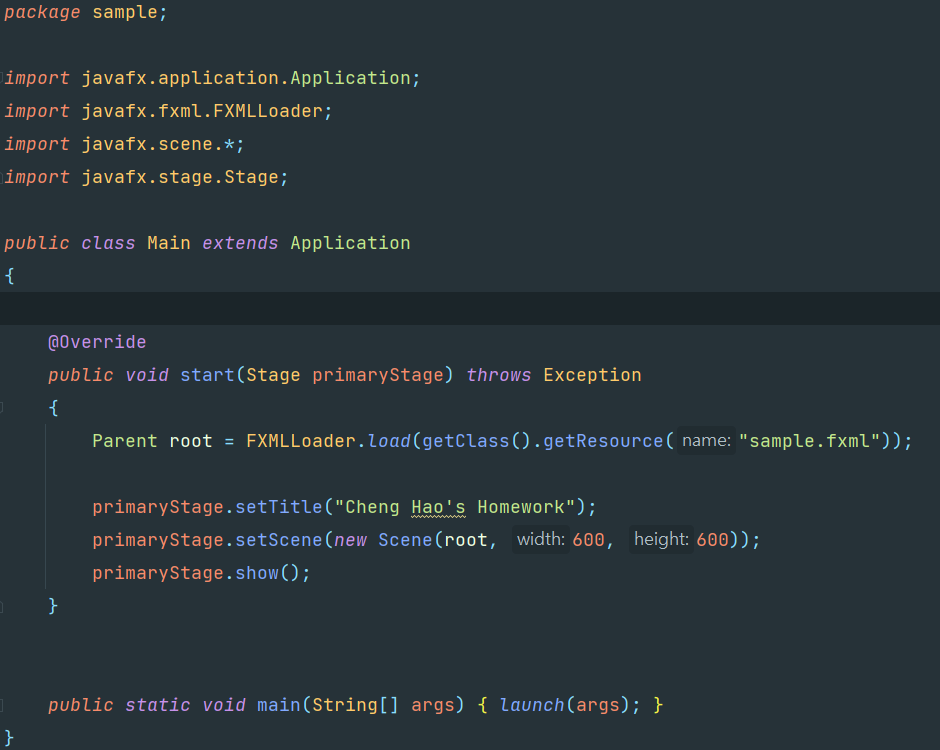 package sample;
import javafx.application.Application;
import javafx.fxml.FXMLLoader;
import javafx.scene.*;
import javafx.stage.Stage;
public class Main extends Application
{
@Override
public void start(Stage primaryStage) throws Exception
{
Parent root = FXMLLoader.load(getClass().getResource( name: "sample.fxml"));
primaryStage.setTitle("Cheng Hao's Homework");
primaryStage.setScene(new Scene(root, width: 600, height: 600));
primaryStage.show();
}
public static void main(String[] args) { launch(args); }
}